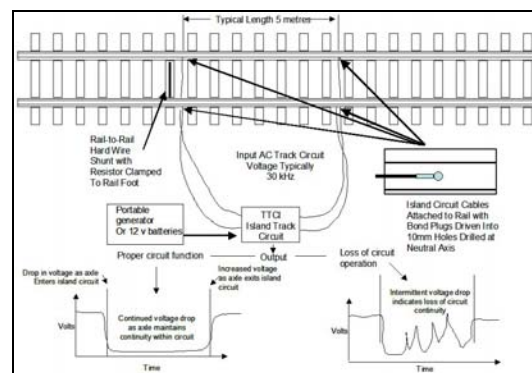 Typical Length 5 metres
Rail-to-Rail
Hard Wire
Shunt with
Resistor Clamped
To Rail Foot
Input AC Track Circuit
Voltage Typically
30 kHz
Island Circuit Cables
Attached to Rail with
Bond Plugs Driven Into
10mm Holes Drilled at
Neutral Axis
Portable
generator
Or 12 v batteries
TTCI
Island Track
Circuit
Output
Proper circuit function
Loss of circuit
operation
Drop in voltage as axle
Enters island circuit
Increased voltage
as axle exits island
circuit
Continued voltage drop
as axle maintains
continuity within circuit
Volts
Time
Intermittent voltage drop
indicates loss of circuit
continuity
Volts
Time